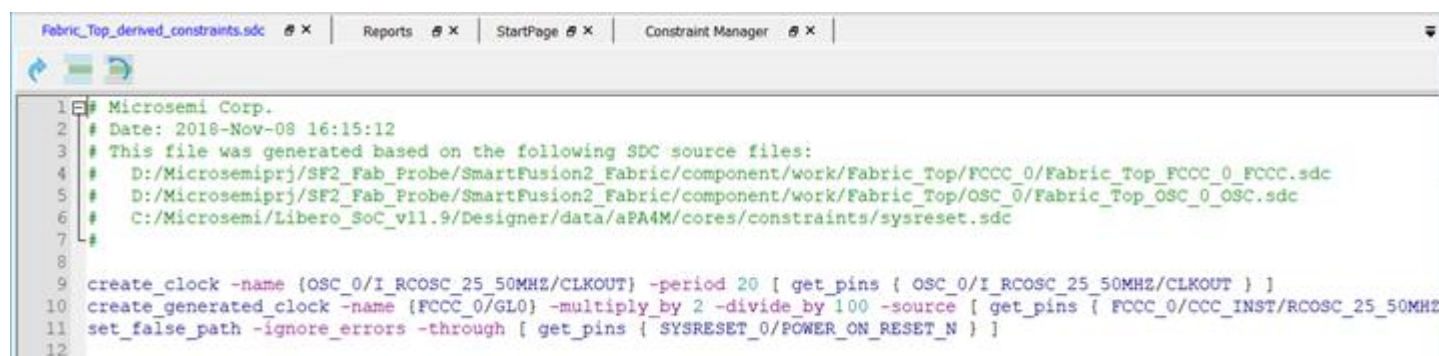 Fabric_Top_derived_constraints.sdc Reports StartPage Constraint Manager
1 # Microsemi Corp.
2 # Date: 2018-Nov-08 16:15:12
3 # This file was generated based on the following SDC source files:
4 # D:/Microsemiprj/SF2_Fab_Probe/SmartFusion2_Fabric/component/work/Fabric_Top/FCCC_0/Fabric_Top_FCCC_0_FCCC.sdc
5 # D:/Microsemiprj/SF2_Fab_Probe/SmartFusion2_Fabric/component/work/Fabric_Top/OSC_0/Fabric_Top_OSC_0_OSC.sdc
6 # C:/Microsemi/Libero_SoC_v11.9/Designer/data/aPA4M/cores/constraints/sysreset.sdc
7 #
8
9 create_clock -name {OSC_0/I_RCOSC_25_50MHZ/CLKOUT} -period 20 [ get_pins { OSC_0/I_RCOSC_25_50MHZ/CLKOUT } ]
10 create_generated_clock -name {FCCC_0/GL0} -multiply_by 2 -divide_by 100 -source [ get_pins { FCCC_0/CCC_INST/RCOSC_25_50MHZ
11 set_false_path -ignore_errors -through [ get_pins { SYSRESET_0/POWER_ON_RESET_N } ]
12